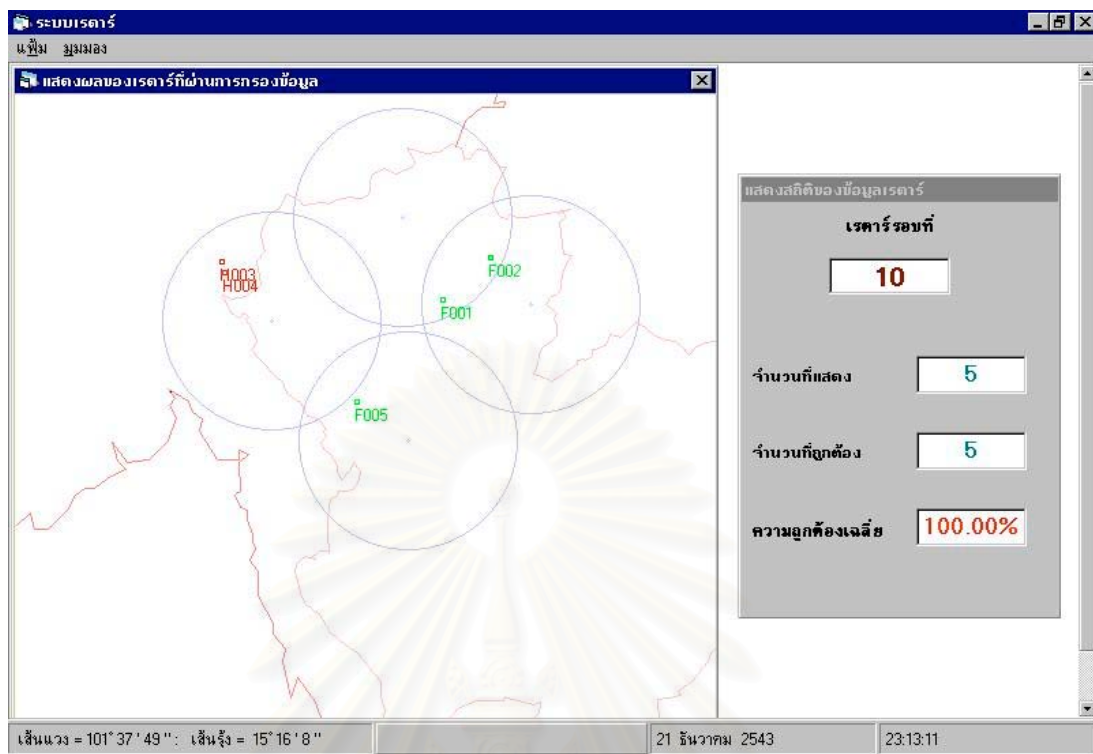 ระบบเรดาร์
แฟ้ม มุมมอง
แสดงผลของเรดาร์ที่ผ่านการกรองข้อมูล
แสดงสถิติของข้อมูลเรดาร์
เรดาร์รอบที่
10
H003
H004
F002
F001
F005
จำนวนที่แสดง 5
จำนวนที่ถูกต้อง 5
ความถูกต้องเฉลี่ย 100.00%
เส้นแวง = 101° 37 ' 49 " : เส้นรุ้ง = 15° 16 ' 8 "
21 ธันวาคม 2543
23:13:11